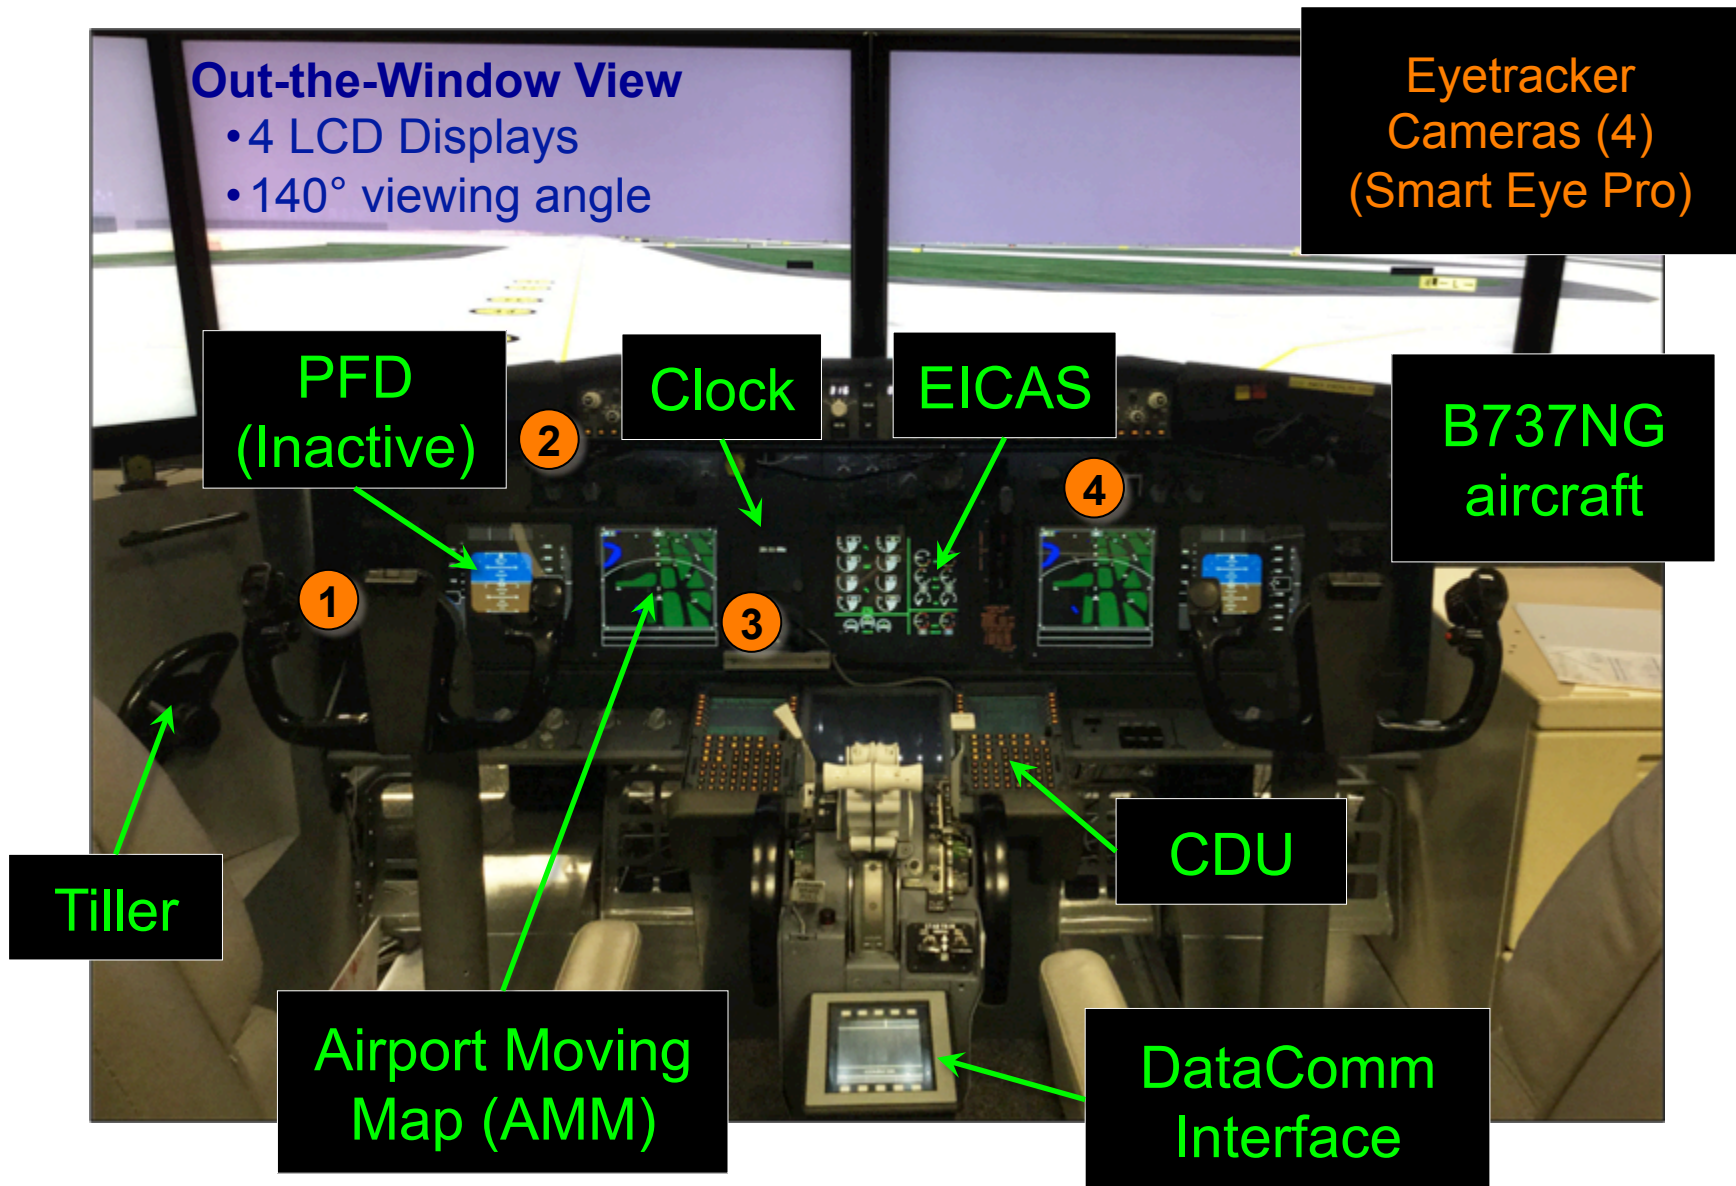 Out-the-Window View
•4 LCD Displays
•140° viewing angle
Eyetracker
Cameras (4)
(Smart Eye Pro)
PFD
(Inactive)
Clock
EICAS
B737NG
aircraft
2
4
1
3
Tiller
CDU
Airport Moving
Map (AMM)
DataComm
Interface